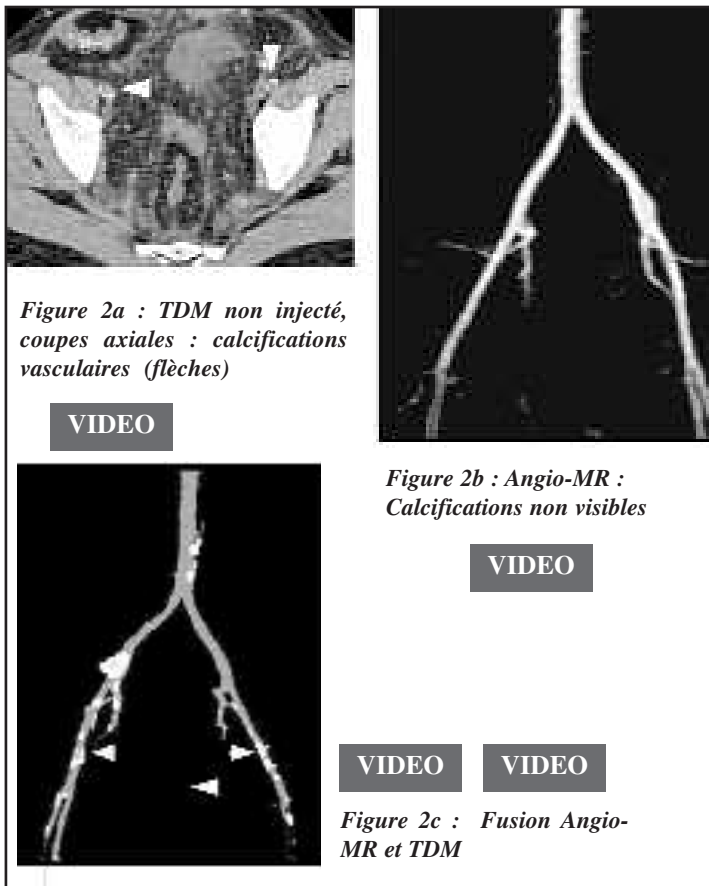 Figure 2a : TDM non injecté,
coupes axiales : calcifications
vasculaires (flèches)
VIDEO
Figure 2b : Angio-MR :
Calcifications non visibles
VIDEO
VIDEO VIDEO
Figure 2c : Fusion Angio-
MR et TDM